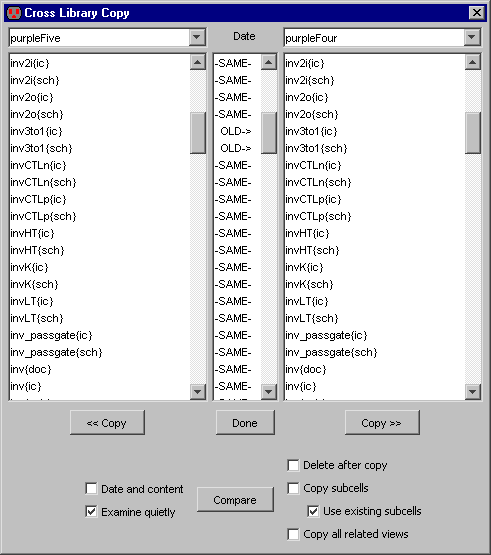 Cross Library Copy
purpleFive Date purpleFour
inv2i{ic} -SAME- inv2i{ic}
inv2i{sch} -SAME- inv2i{sch}
inv2o{ic} -SAME- inv2o{ic}
inv2o{sch} -SAME- inv2o{sch}
inv3to1{ic} OLD-> inv3to1{ic}
inv3to1{sch} OLD-> inv3to1{sch}
invCTLn{ic} -SAME- invCTLn{ic}
invCTLn{sch} -SAME- invCTLn{sch}
invCTLp{ic} -SAME- invCTLp{ic}
invCTLp{sch} -SAME- invCTLp{sch}
invHT{ic} -SAME- invHT{ic}
invHT{sch} -SAME- invHT{sch}
invK{ic} -SAME- invK{ic}
invK{sch} -SAME- invK{sch}
invLT{ic} -SAME- invLT{ic}
invLT{sch} -SAME- invLT{sch}
inv_passgate{ic} -SAME- inv_passgate{ic}
inv_passgate{sch} -SAME- inv_passgate{sch}
inv{doc} -SAME- inv{doc}
inv{ic} -SAME- inv{ic}
<< Copy Done Copy >>
Delete after copy
Date and content Copy subcells
Examine quietly Compare Use existing subcells
Copy all related views